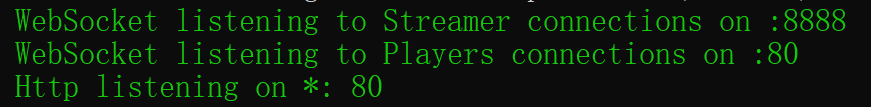 WebSocket listening to Streamer connections on :8888
WebSocket listening to Players connections on :80
Http listening on *: 80